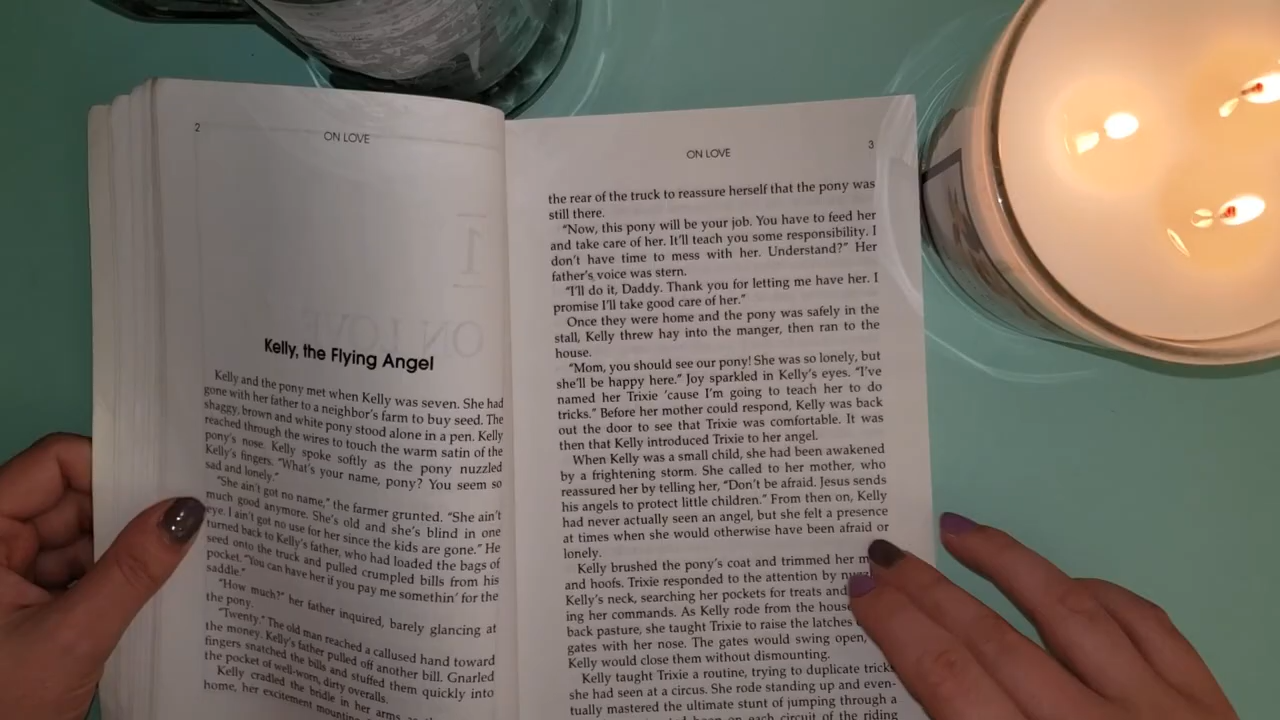 2
ON LOVE
Kelly, the Flying Angel
Kelly and the pony met when Kelly was seven. She had
gone with her father to a neighbor's farm to buy seed. The
shaggy, brown and white pony stood alone in a pen. Kelly
reached through the wires to touch the warm satin of the
pony's nose. Kelly spoke softly as the pony nuzzled
Kelly's fingers. "What's your name, pony? You seem so
sad and lonely."
"She ain't got no name," the farmer grunted. "She ain't
much good anymore. She's old and she's blind in one
eye. I ain't got no use for her since the kids are gone." He
turned back to Kelly's father, who had loaded the bags of
seed onto the truck and pulled crumpled bills from his
pocket. "You can have her if you pay me somethin' for the
saddle."
"How much?" her father inquired, barely glancing at
the pony.
"Twenty." The old man reached a callused hand toward
the money. Kelly's father pulled off another bill. Gnarled
fingers snatched the bills and stuffed them quickly into
the pocket of well-worn, dirty overalls.
Kelly cradled the bridle in her arms
home, her excitement
ON LOVE
3
the rear of the truck to reassure herself that the pony was
still there.
"Now, this pony will be your job. You have to feed her
and take care of her. It'll teach you some responsibility. I
don't have time to mess with her. Understand?" Her
father's voice was stern.
"I'll do it, Daddy. Thank you for letting me have her. I
promise I'll take good care of her."
Once they were home and the pony was safely in the
stall, Kelly threw hay into the manger, then ran to the
house.
"Mom, you should see our pony! She was so lonely, but
she'll be happy here." Joy sparkled in Kelly's eyes. "I've
named her Trixie 'cause I'm going to teach her to do
tricks." Before her mother could respond, Kelly was back
out the door to see that Trixie was comfortable. It was
then that Kelly introduced Trixie to her angel.
When Kelly was a small child, she had been awakened
by a frightening storm. She called to her mother, who
reassured her by telling her, "Don't be afraid. Jesus sends
his angels to protect little children." From then on, Kelly
had never actually seen an angel, but she felt a presence
at times when she would otherwise have been afraid or
lonely.
Kelly brushed the pony's coat and trimmed her
and hoofs. Trixie responded to the attention by
Kelly's neck, searching her pockets for treats and
ing her commands. As Kelly rode from the house
back pasture, she taught Trixie to raise the latches
gates with her nose. The gates would swing open,
Kelly would close them without dismounting.
Kelly taught Trixie a routine, trying to duplicate tricks
she had seen at a circus. She rode standing up and even-
tually mastered the ultimate stunt of jumping through a
on each circuit of the riding